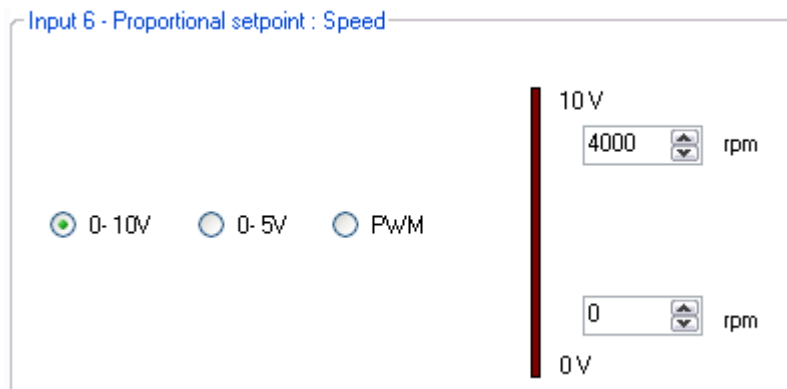 Input 6 - Proportional setpoint : Speed
10 V
4000 rpm
0-10V 0-5V PWM
0 rpm
0 V